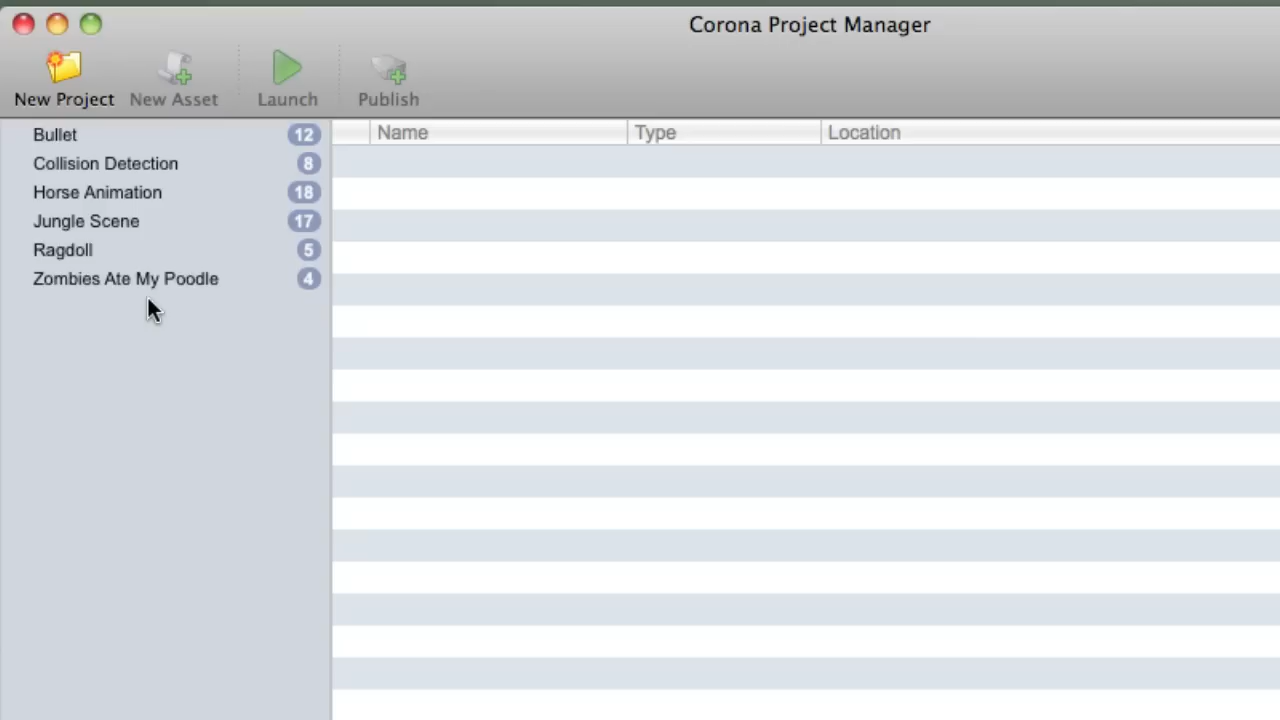 Corona Project Manager
New Project New Asset Launch Publish
Name Type Location
Bullet 12
Collision Detection 8
Horse Animation 18
Jungle Scene 17
Ragdoll 5
Zombies Ate My Poodle 4